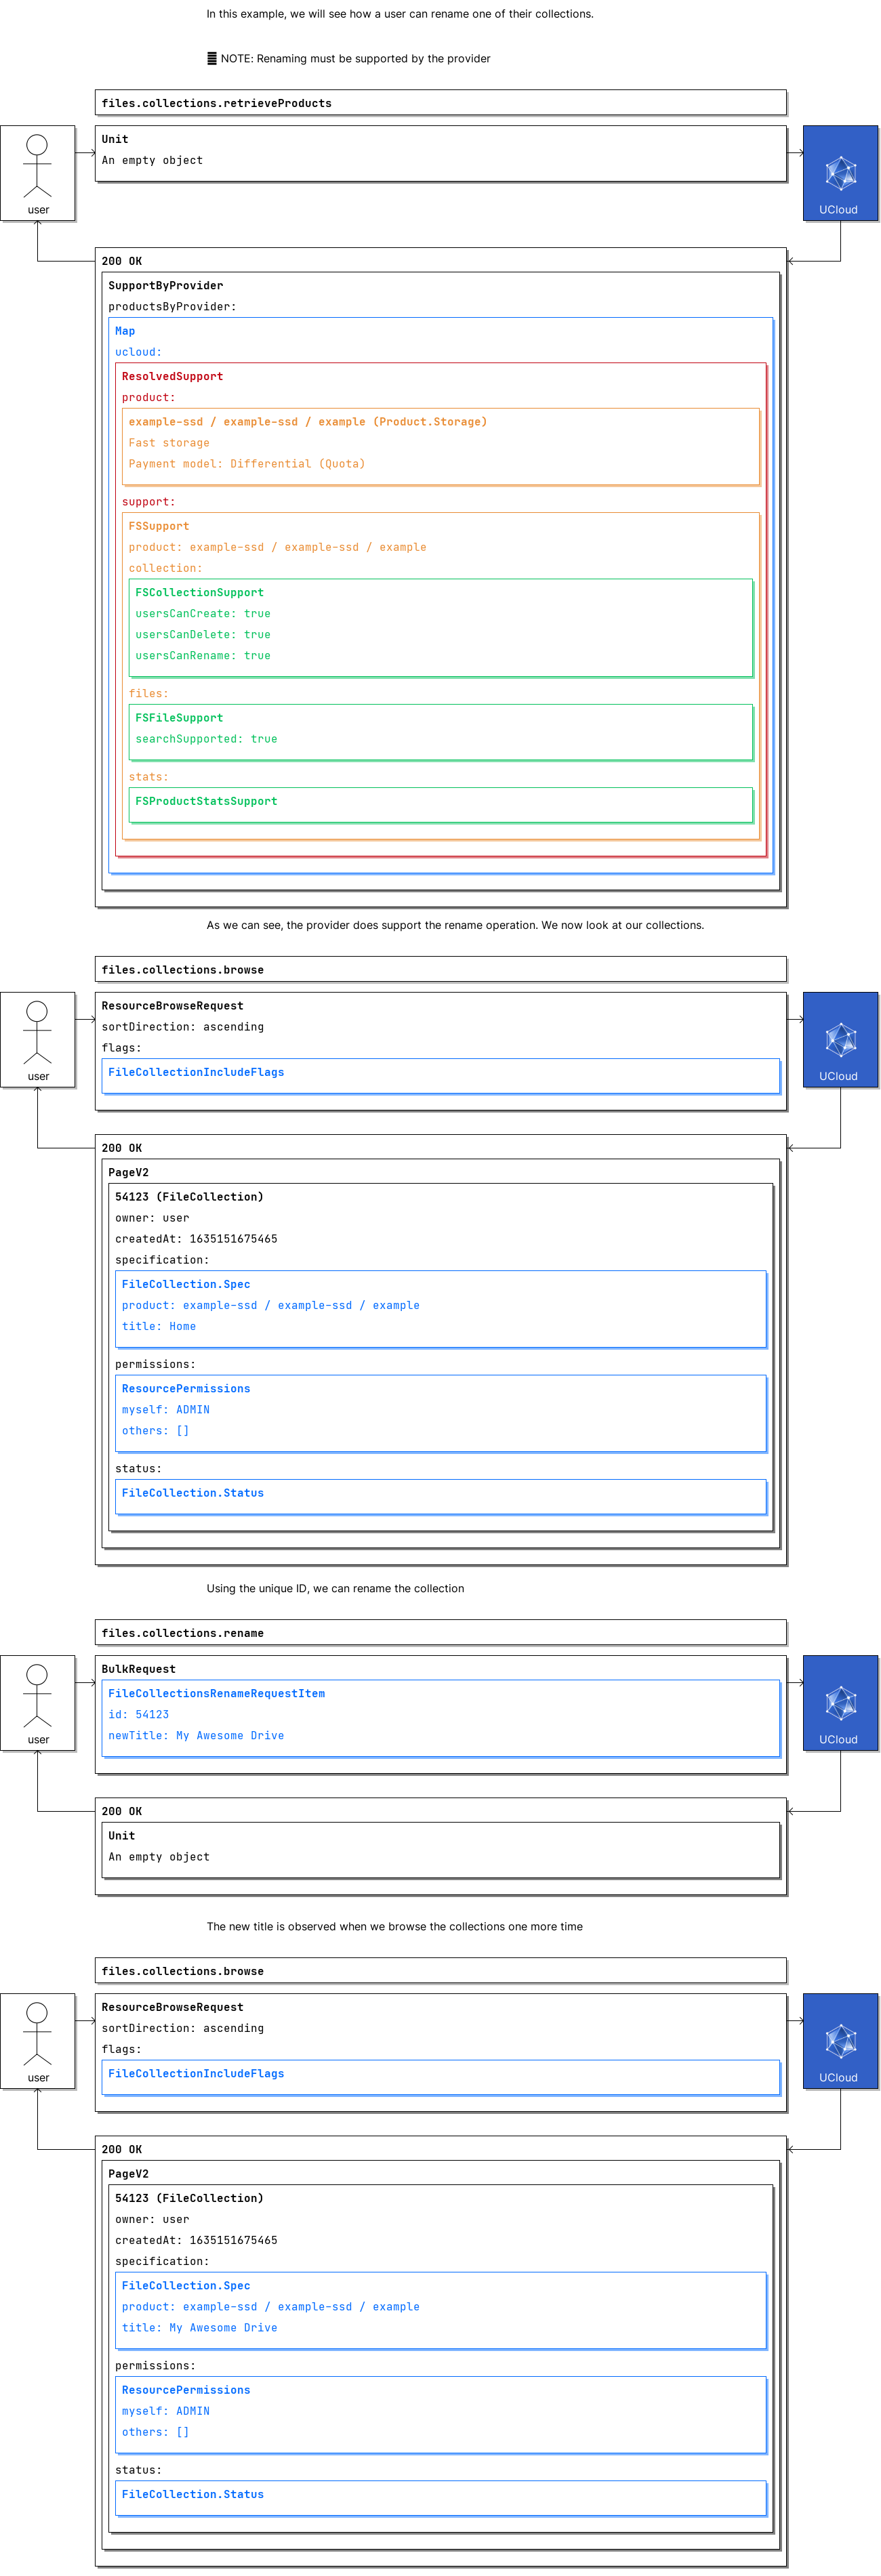 In this example, we will see how a user can rename one of their collections.
NOTE: Renaming must be supported by the provider
files.collections.retrieveProducts
Unit
An empty object
user
UCloud
200 OK
SupportByProvider
productsByProvider:
Map
ucloud:
ResolvedSupport
product:
example-ssd / example-ssd / example (Product.Storage)
Fast storage
Payment model: Differential (Quota)
support:
FSSupport
product: example-ssd / example-ssd / example
collection:
FSCollectionSupport
usersCanCreate: true
usersCanDelete: true
usersCanRename: true
files:
FSFileSupport
searchSupported: true
stats:
FSProductStatsSupport
As we can see, the provider does support the rename operation. We now look at our collections.
files.collections.browse
ResourceBrowseRequest
sortDirection: ascending
flags:
FileCollectionIncludeFlags
user
UCloud
200 OK
PageV2
54123 (FileCollection)
owner: user
createdAt: 1635151675465
specification:
FileCollection.Spec
product: example-ssd / example-ssd / example
title: Home
permissions:
ResourcePermissions
myself: ADMIN
others: []
status:
FileCollection.Status
Using the unique ID, we can rename the collection
files.collections.rename
BulkRequest
FileCollectionsRenameRequestItem
id: 54123
newTitle: My Awesome Drive
user
UCloud
200 OK
Unit
An empty object
The new title is observed when we browse the collections one more time
files.collections.browse
ResourceBrowseRequest
sortDirection: ascending
flags:
FileCollectionIncludeFlags
user
UCloud
200 OK
PageV2
54123 (FileCollection)
owner: user
createdAt: 1635151675465
specification:
FileCollection.Spec
product: example-ssd / example-ssd / example
title: My Awesome Drive
permissions:
ResourcePermissions
myself: ADMIN
others: []
status:
FileCollection.Status